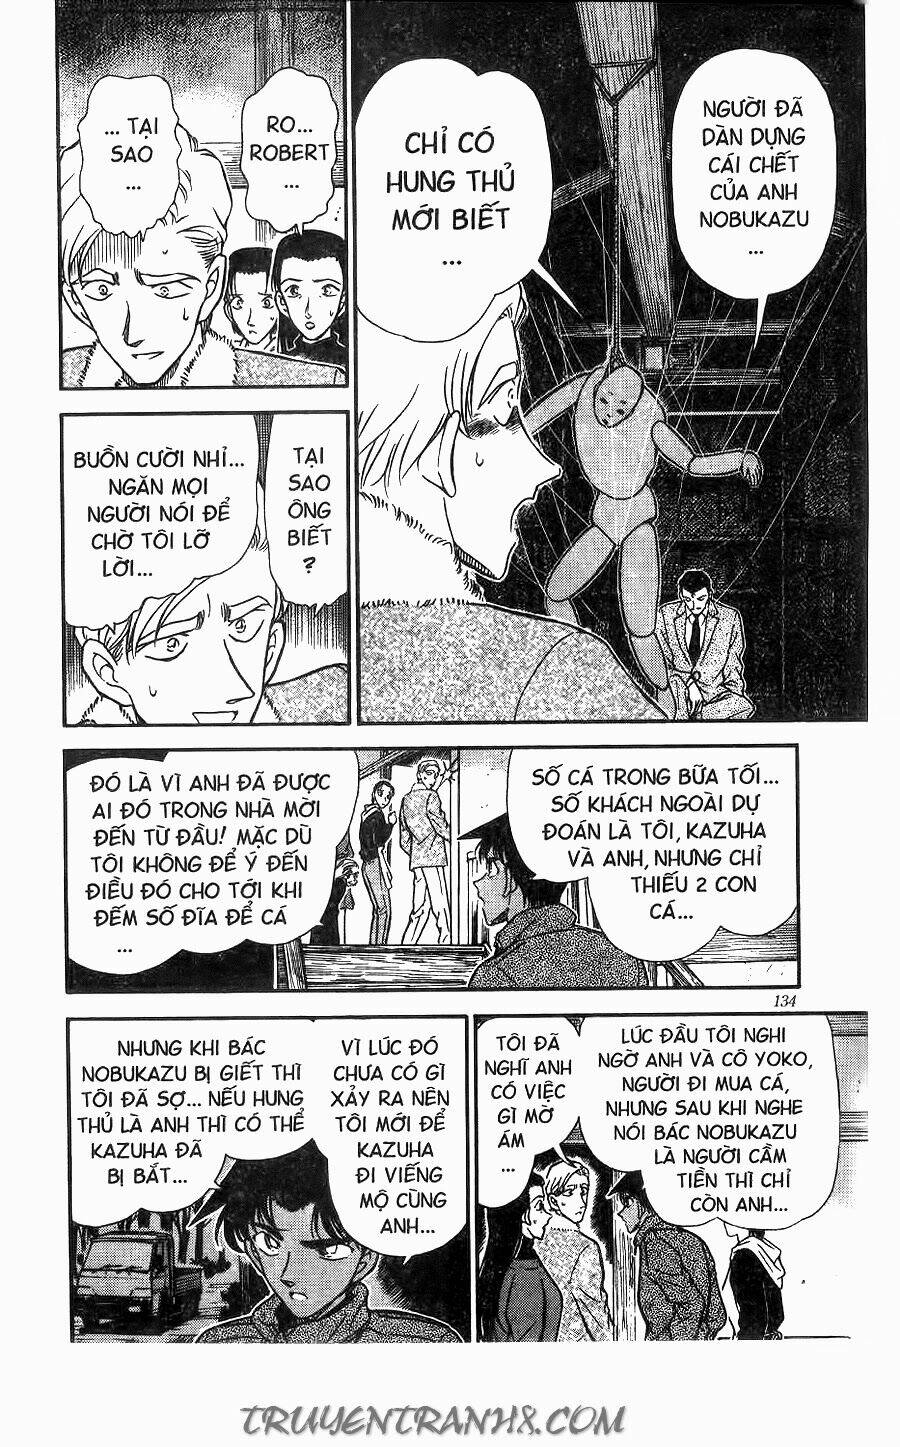 NGƯỜI ĐÃ
DÀN DỰNG
CÁI CHẾT
CỦA ANH
NOBUKAZU
...
CHỈ CÓ
HUNG THỦ
MỚI BIẾT
...
RO...
ROBERT
...
... TẠI
SAO
...
TẠI
SAO
ÔNG
BIẾT
?
BUỒN CƯỜI NHỈ...
NGĂN MỌI
NGƯỜI NÓI ĐỂ
CHỜ TÔI LỠ
LỜI...
SỐ CÁ TRONG BỮA TỐI...
SỐ KHÁCH NGOÀI DỰ
ĐOÁN LÀ TÔI, KAZUHA
VÀ ANH, NHƯNG CHỈ
THIẾU 2 CON
CÁ...
ĐÓ LÀ VÌ ANH ĐÃ ĐƯỢC
AI ĐÓ TRONG NHÀ MỜI
ĐẾN TỪ ĐẦU! MẶC DÙ
TÔI KHÔNG ĐỂ Ý ĐẾN
ĐIỀU ĐÓ CHO TỚI KHI
ĐẾM SỐ ĐĨA ĐỂ CÁ
...
134
LÚC ĐẦU TÔI NGHI
NGỜ ANH VÀ CÔ YOKO,
NGƯỜI ĐI MUA CÁ,
NHƯNG SAU KHI NGHE
NÓI BÁC NOBUKAZU
LÀ NGƯỜI CẦM
TIỀN THÌ CHỈ
CÒN ANH...
TÔI ĐÃ
NGHĨ ANH
CÓ VIỆC
GÌ MỜ
ÁM
...
VÌ LÚC ĐÓ
CHƯA CÓ GÌ
XẢY RA NÊN
TÔI MỚI ĐỂ
KAZUHA
ĐI VIẾNG
MỘ CÙNG
ANH...
NHƯNG KHI BÁC
NOBUKAZU BỊ GIẾT THÌ
TÔI ĐÃ SỢ... NẾU HUNG
THỦ LÀ ANH THÌ CÓ THỂ
KAZUHA ĐÃ
BỊ BẮT...
TRUYENTRANH8.COM